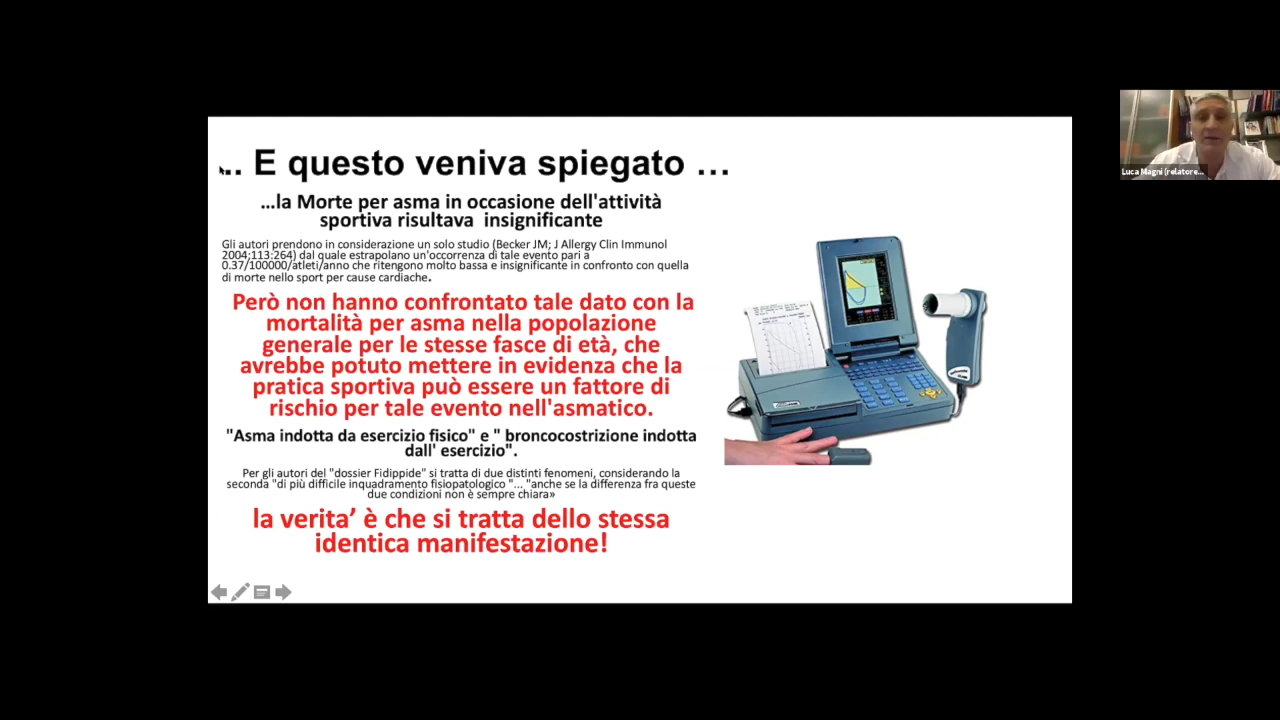 ... E questo veniva spiegato ...
...la Morte per asma in occasione dell'attività
sportiva risultava insignificante
Gli autori prendono in considerazione un solo studio (Becker JM; J Allergy Clin Immunol
2004;113:264) dal quale estrapolano un'occorrenza di tale evento pari a
0.37/100000/atleti/anno che ritengono molto bassa e insignificante in confronto con quella
di morte nello sport per cause cardiache.
Però non hanno confrontato tale dato con la
mortalità per asma nella popolazione
generale per le stesse fasce di età, che
avrebbe potuto mettere in evidenza che la
pratica sportiva può essere un fattore di
rischio per tale evento nell'asmatico.
"Asma indotta da esercizio fisico" e " broncocostrizione indotta
dall' esercizio".
Per gli autori del "dossier Fidippide" si tratta di due distinti fenomeni, considerando la
seconda "di più difficile inquadramento fisiopatologico "... "anche se la differenza fra queste
due condizioni non è sempre chiara»
la verita' è che si tratta dello stessa
identica manifestazione!
Luca Magni (relatore...